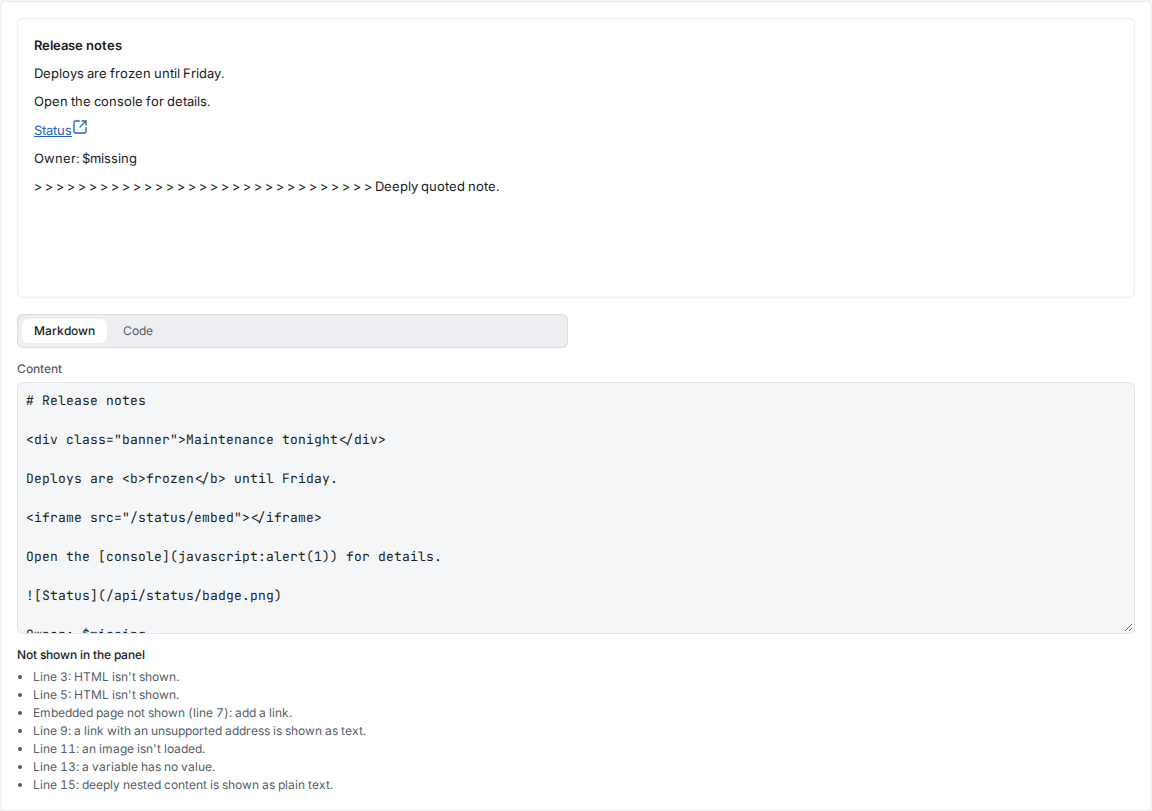 Release notes
Deploys are frozen until Friday.
Open the console for details.
Status
Owner: $missing
> > > > > > > > > > > > > > > > > > > > > > > > > > > > > > > Deeply quoted note.
Markdown Code
Content
# Release notes
<div class="banner">Maintenance tonight</div>
Deploys are <b>frozen</b> until Friday.
<iframe src="/status/embed"></iframe>
Open the [console](javascript:alert(1)) for details.
![Status](/api/status/badge.png)
Owner: $missing
Not shown in the panel
• Line 3: HTML isn't shown.
• Line 5: HTML isn't shown.
• Embedded page not shown (line 7): add a link.
• Line 9: a link with an unsupported address is shown as text.
• Line 11: an image isn't loaded.
• Line 13: a variable has no value.
• Line 15: deeply nested content is shown as plain text.